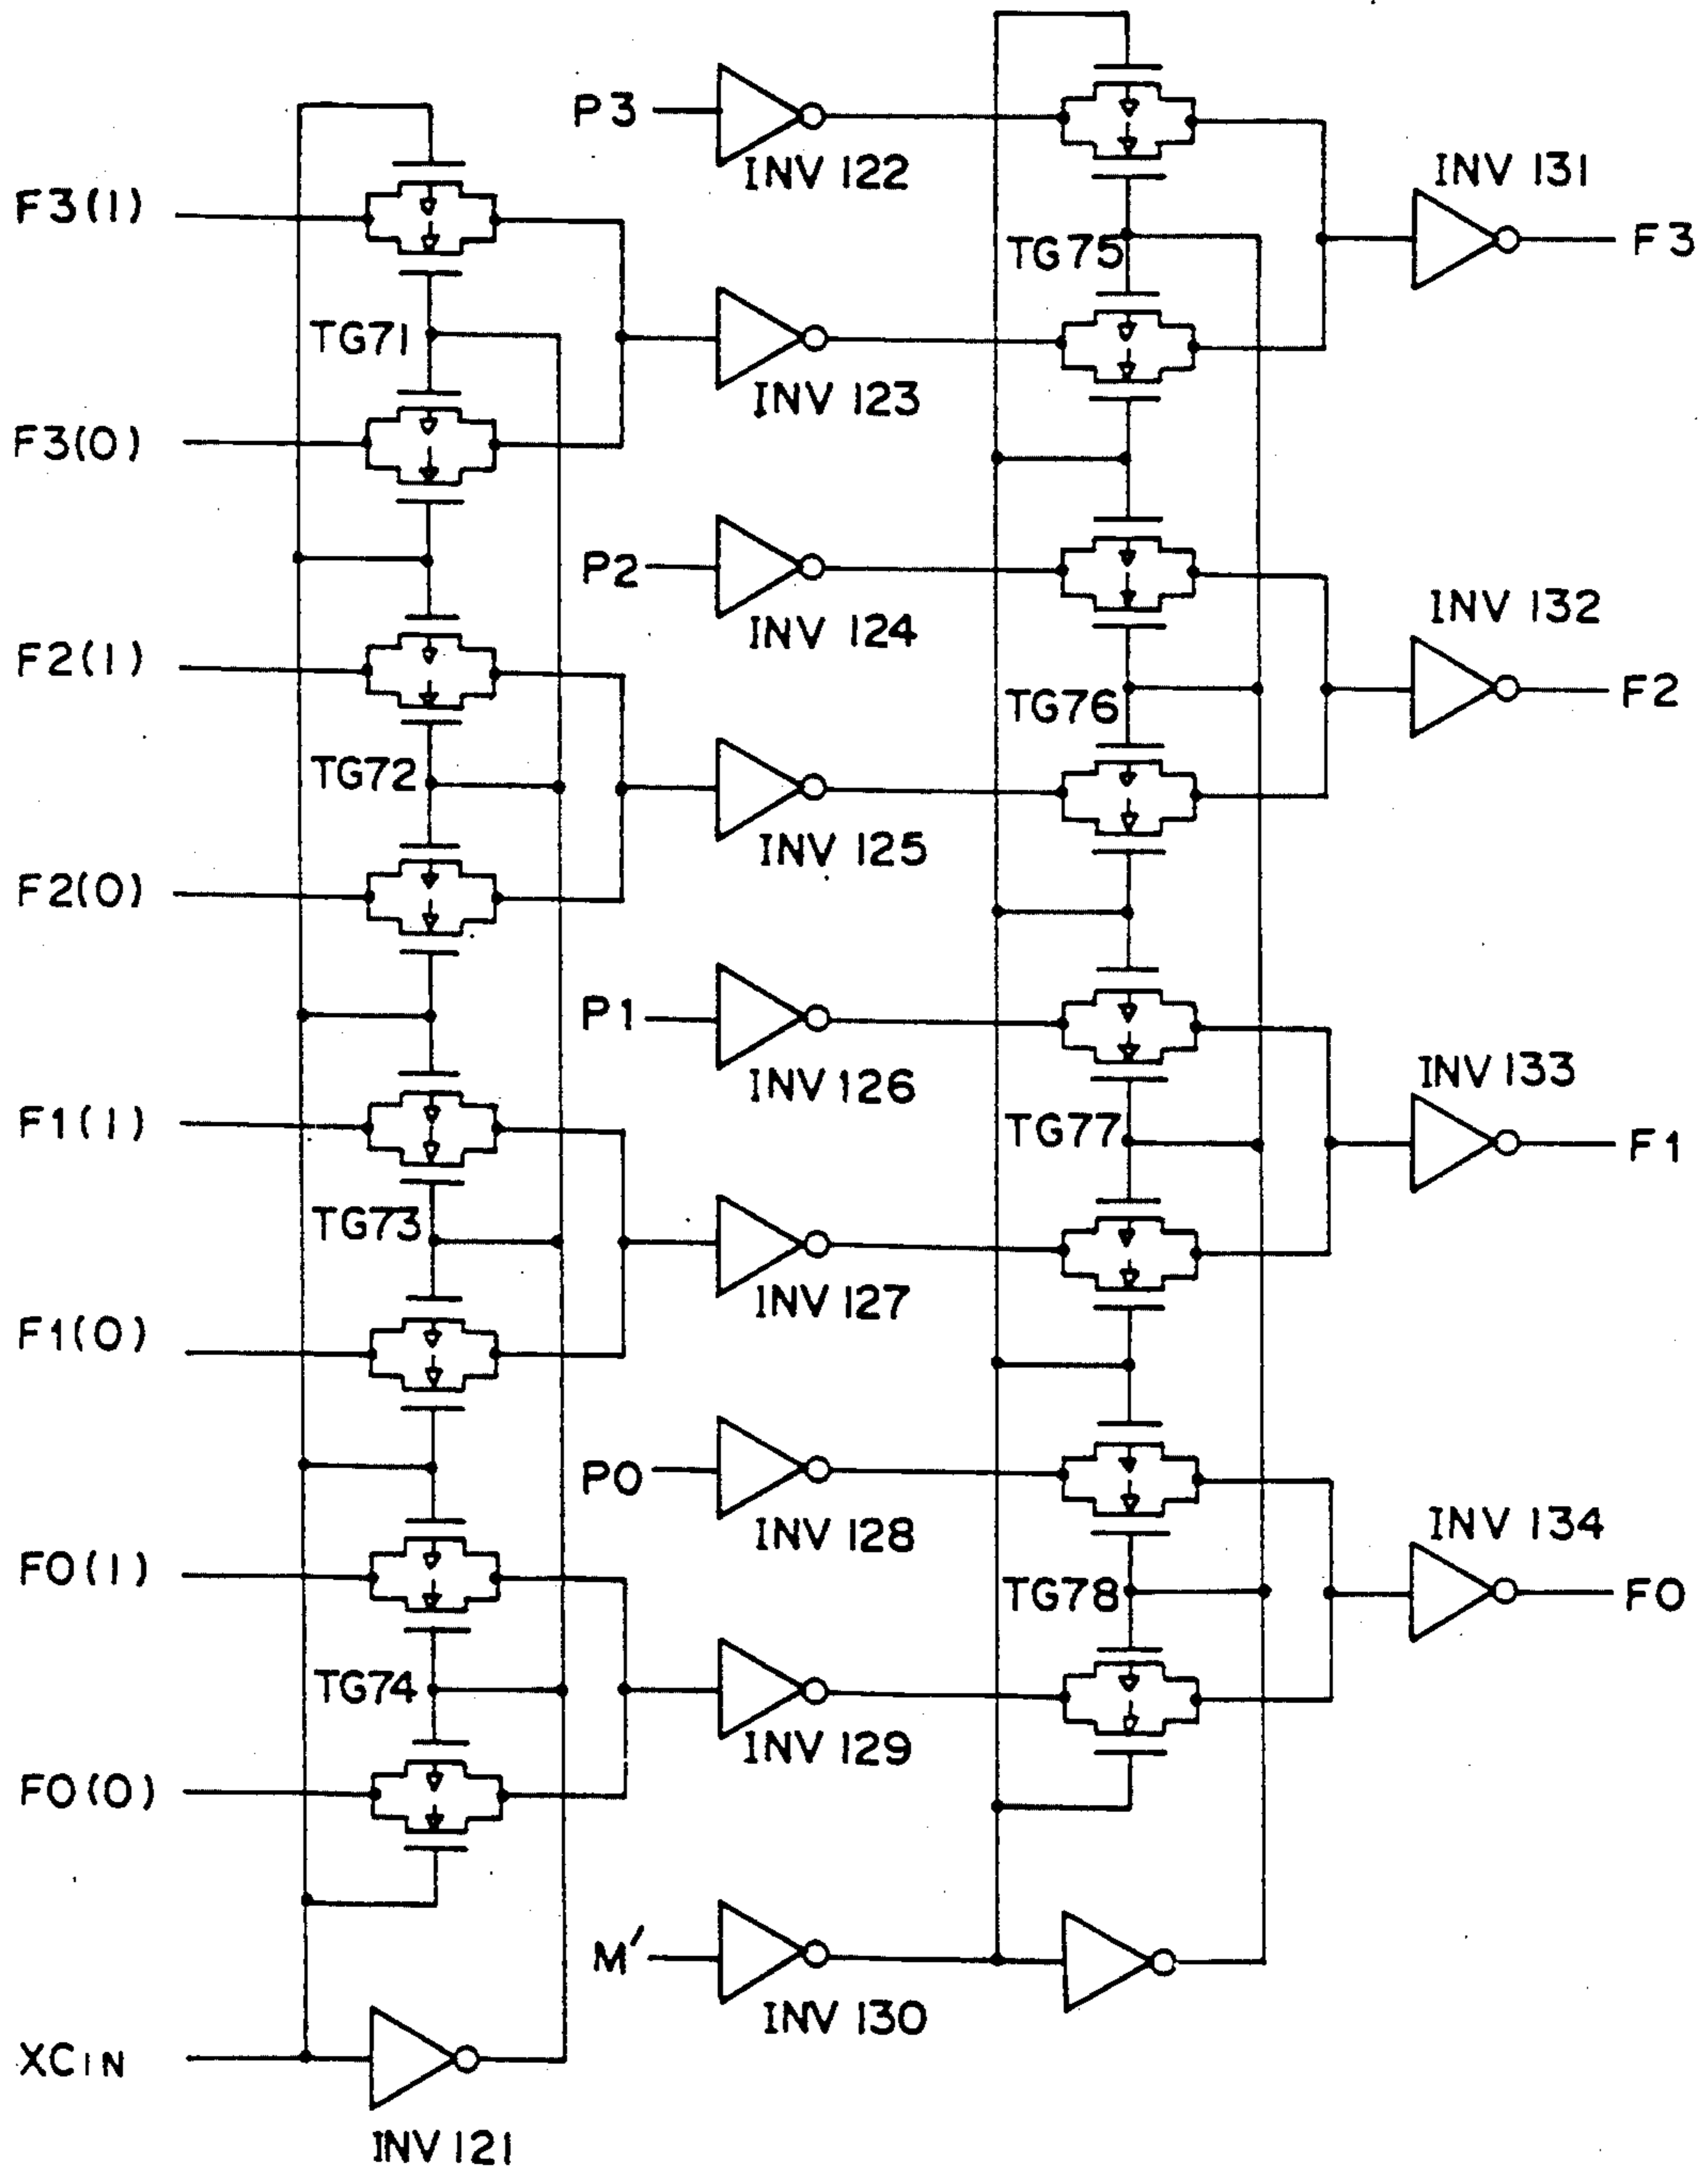 P3
INV 122
INV 131
F3(1)
F3
TG75
TG71
INV 123
F3(0)
P2
INV 124
INV 132
F2(1)
F2
TG76
TG72
INV 125
F2(0)
P1
INV 126
INV 133
F1(1)
TG77
F1
TG73
INV 127
F1(0)
P0
INV 128
INV 134
F0(1)
TG78
F0
TG74
INV 129
F0(0)
M′
INV 130
XCIN
INV 121